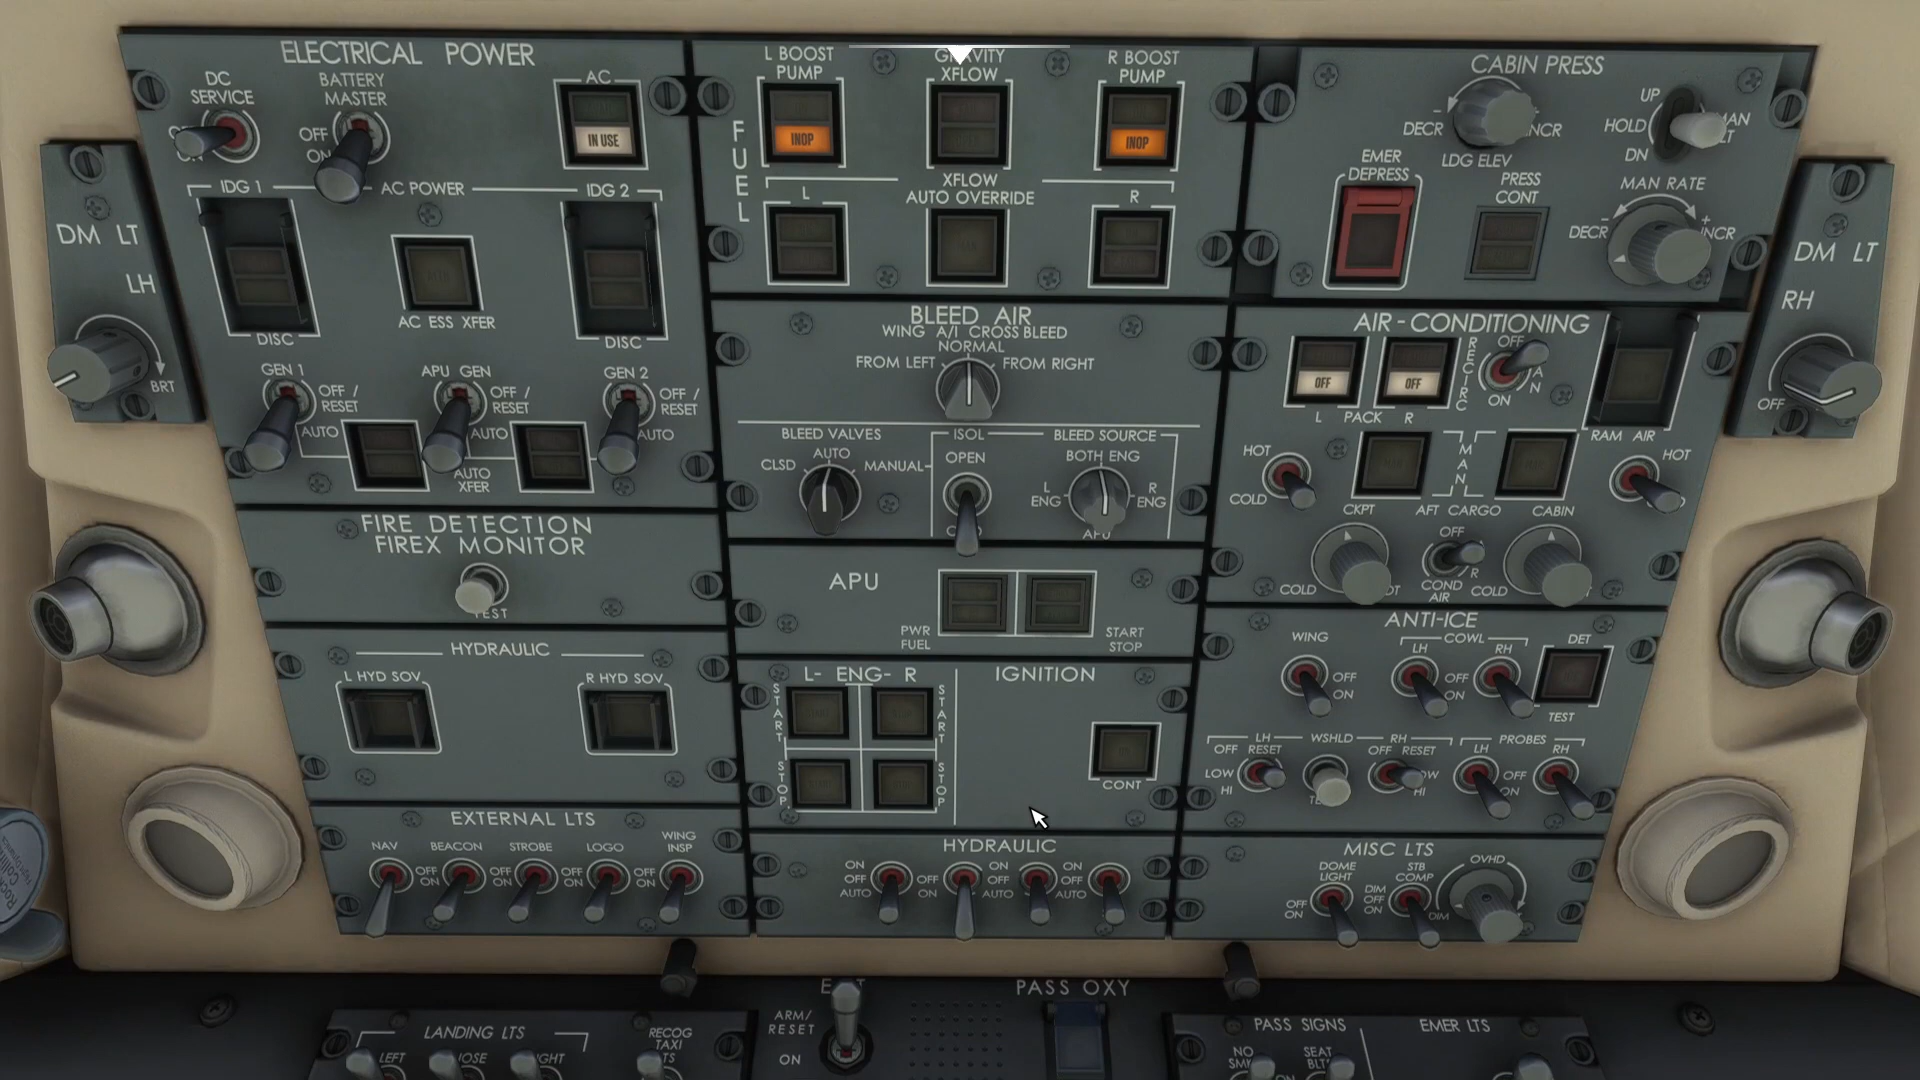 ELECTRICAL POWER
DC
SERVICE
BATTERY
MASTER
OFF
ON
AC
IN USE
IDG 1
AC POWER
IDG 2
DISC
AC ESS XFER
DISC
GEN 1
OFF /
RESET
AUTO
APU GEN
OFF /
RESET
AUTO
GEN 2
OFF /
RESET
AUTO
AUTO
XFER
DM LT
LH
BRT
FIRE DETECTION
FIREX MONITOR
TEST
HYDRAULIC
L HYD SOV
R HYD SOV
EXTERNAL LTS
NAV
BEACON
STROBE
LOGO
WING
INSP
OFF
ON
OFF
ON
OFF
ON
OFF
ON
FUEL
L BOOST
PUMP
INOP
GRAVITY
XFLOW
R BOOST
PUMP
INOP
L
XFLOW
AUTO OVERRIDE
R
BLEED AIR
WING A/I CROSS BLEED
NORMAL
FROM LEFT
FROM RIGHT
BLEED VALVES
AUTO
CLSD
MANUAL
ISOL
OPEN
BLEED SOURCE
BOTH ENG
L
ENG
R
ENG
APU
APU
PWR
FUEL
START
STOP
L- ENG- R
START
START
STOP
STOP
IGNITION
CONT
HYDRAULIC
ON
OFF
AUTO
OFF
ON
ON
OFF
AUTO
ON
OFF
AUTO
CABIN PRESS
DECR
INCR
LDG ELEV
UP
HOLD
DN
MAN
ALT
EMER
DEPRESS
PRESS
CONT
MAN RATE
DECR
INCR
DM LT
RH
OFF
AIR-CONDITIONING
OFF
OFF
L PACK R
RECIRC
OFF
FAN
ON
RAM AIR
HOT
COLD
MAN
HOT
CKPT
AFT CARGO
CABIN
OFF
COND
AIR
COLD
COLD
ANTI-ICE
WING
OFF
ON
COWL
LH
RH
OFF
ON
DET
TEST
LH
WSHLD
RH
OFF RESET
LOW
HI
OFF RESET
HI
PROBES
LH
RH
OFF
ON
MISC LTS
DOME
LIGHT
OFF
ON
STB
COMP
DIM
OFF
ON
OVHD
DIM
LANDING LTS
LEFT
RECOG
TAXI
ARM/
RESET
ON
PASS OXY
PASS SIGNS
NO
SEAT
EMER LTS